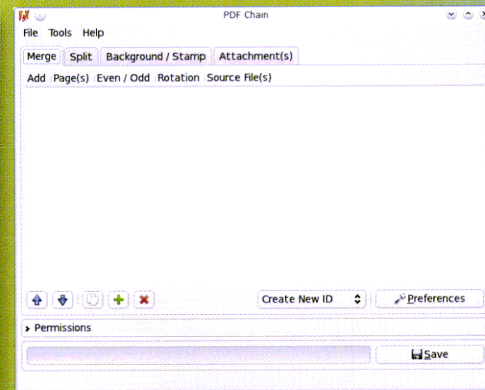 PDF Chain
File Tools Help
Merge Split Background / Stamp Attachment(s)
Add Page(s) Even / Odd Rotation Source File(s)
Create New ID Preferences
Permissions
Save